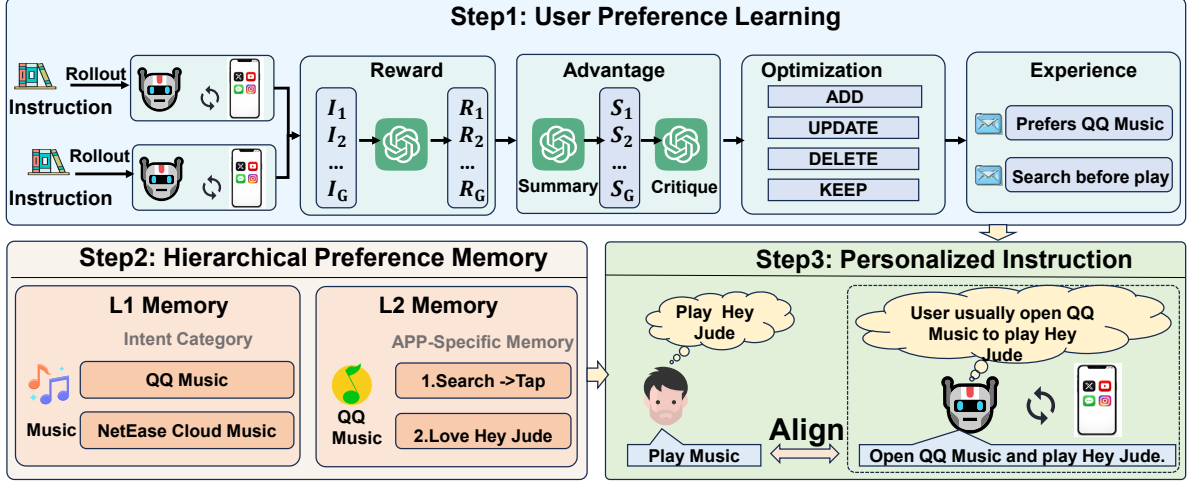 Step1: User Preference Learning
Rollout
Instruction
Rollout
Instruction
Reward
I1
I2
...
IG
R1
R2
...
RG
Advantage
Summary
S1
S2
...
SG
Critique
Optimization
ADD
UPDATE
DELETE
KEEP
Experience
Prefers QQ Music
Search before play
Step2: Hierarchical Preference Memory
L1 Memory
Intent Category
Music
QQ Music
NetEase Cloud Music
L2 Memory
APP-Specific Memory
QQ
Music
1.Search ->Tap
2.Love Hey Jude
Step3: Personalized Instruction
Play Hey
Jude
Play Music
Align
User usually open QQ
Music to play Hey
Jude
Open QQ Music and play Hey Jude.